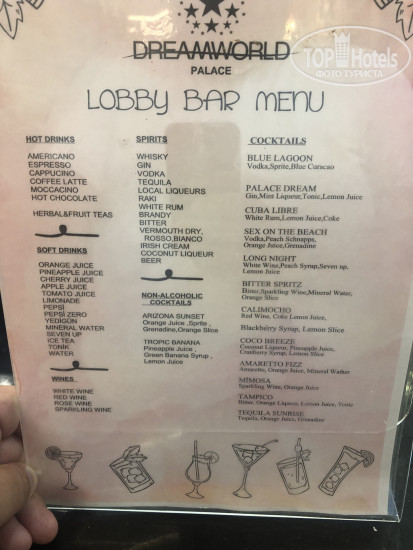 DREAMWORLD
PALACE
TOPHotels
ФОТО ТУРИСТА
LOBBY BAR MENU
HOT DRINKS
AMERICANO
ESPRESSO
CAPPUCINO
COFFEE LATTE
MOCCACINO
HOT CHOCOLATE
HERBAL&FRUIT TEAS
SOFT DRINKS
ORANGE JUICE
PINEAPPLE JUICE
CHERRY JUICE
APPLE JUICE
TOMATO JUICE
LIMONADE
PEPSİ
PEPSİ ZERO
YEDIGÜN
MINERAL WATER
SEVEN UP
ICE TEA
TONİK
WATER
WINES
WHITE WINE
RED WINE
ROSE WINE
SPARKLING WINE
SPIRITS
WHISKY
GIN
VODKA
TEQUILA
LOCAL LIQUEURS
RAKI
WHITE RUM
BRANDY
BITTER
VERMOUTH DRY,
ROSSO,BIANCO
IRISH CREAM
COCONUT LIQUEUR
BEER
NON-ALCOHOLIC
COCKTAILS
ARIZONA SUNSET
Orange Juice ,Sprite ,
Grenadine,Orange Slice
TROPIC BANANA
Pineapple Juice ,
Green Banana Syrup ,
Lemon Juice
COCKTAILS
BLUE LAGOON
Vodka,Sprite,Blue Curacao
PALACE DREAM
Gin,Mint Liqueur,Tonic,Lemon Juice
CUBA LIBRE
White Rum,Lemon Juice,Coke
SEX ON THE BEACH
Vodka,Peach Schnapps,
Orange Juice,Grenadine
LONG NIGHT
White Wine,Peach Syrup,Seven up,
Lemon Juice
BITTER SPRITZ
Bitter,Sparkling Wine,Mineral Water,
Orange Slice
CALIMOCHO
Red Wine, Coke Lemon Juice,
Blackberry Syrup, Lemon Slice
COCO BREEZE
Coconut Liqueur, Pineapple Juice,
Cranberry Syrup, Lemon Slice
AMARETTO FIZZ
Amaretto, Orange Juice, Mineral Water
MİMOSA
Sparkling Wine, Orange Juice
TAMPICO
Bitter, Orange Liqueur, Lemon Juice, Tonic
TEQUILA SUNRISE
Tequila, Orange Juice, Grenadine